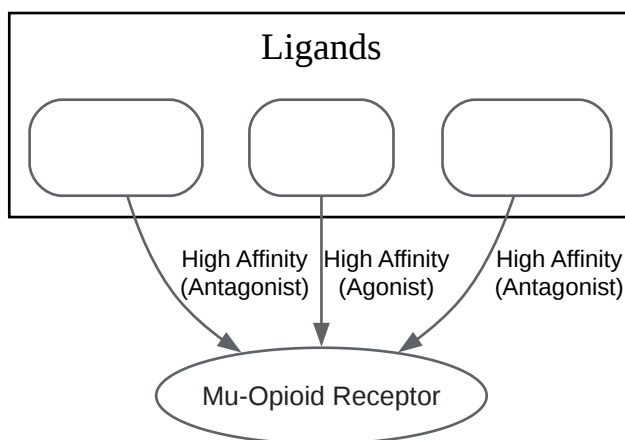 Ligands
High Affinity
(Antagonist)
High Affinity
(Agonist)
High Affinity
(Antagonist)
Mu-Opioid Receptor